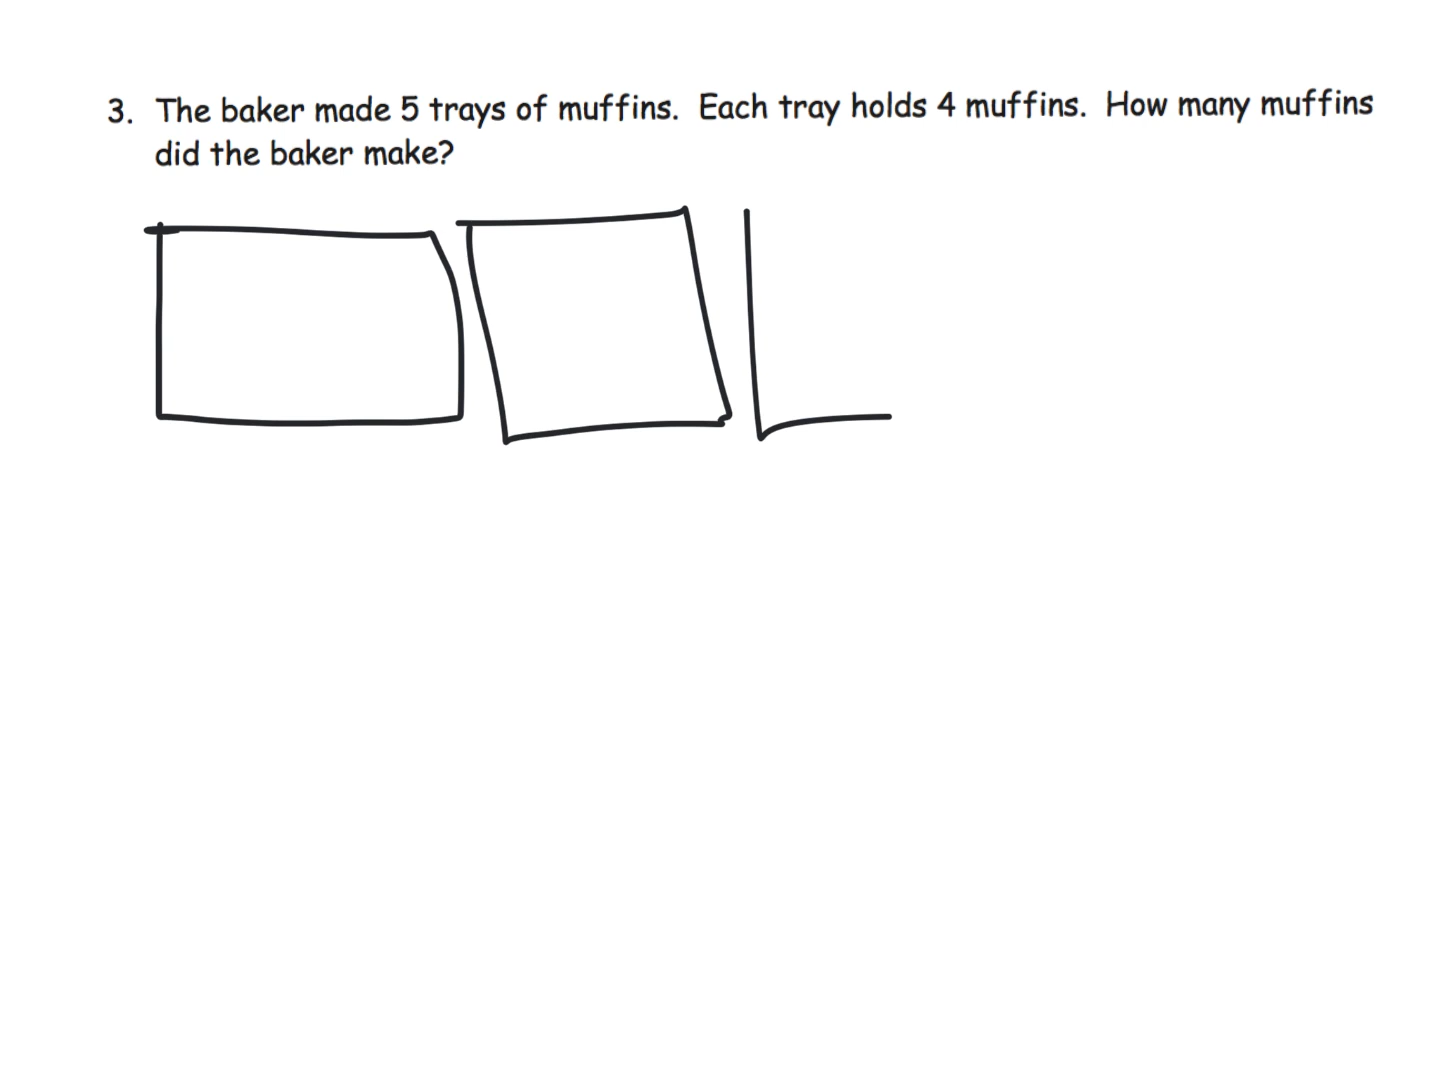 3. The baker made 5 trays of muffins. Each tray holds 4 muffins. How many muffins
did the baker make?